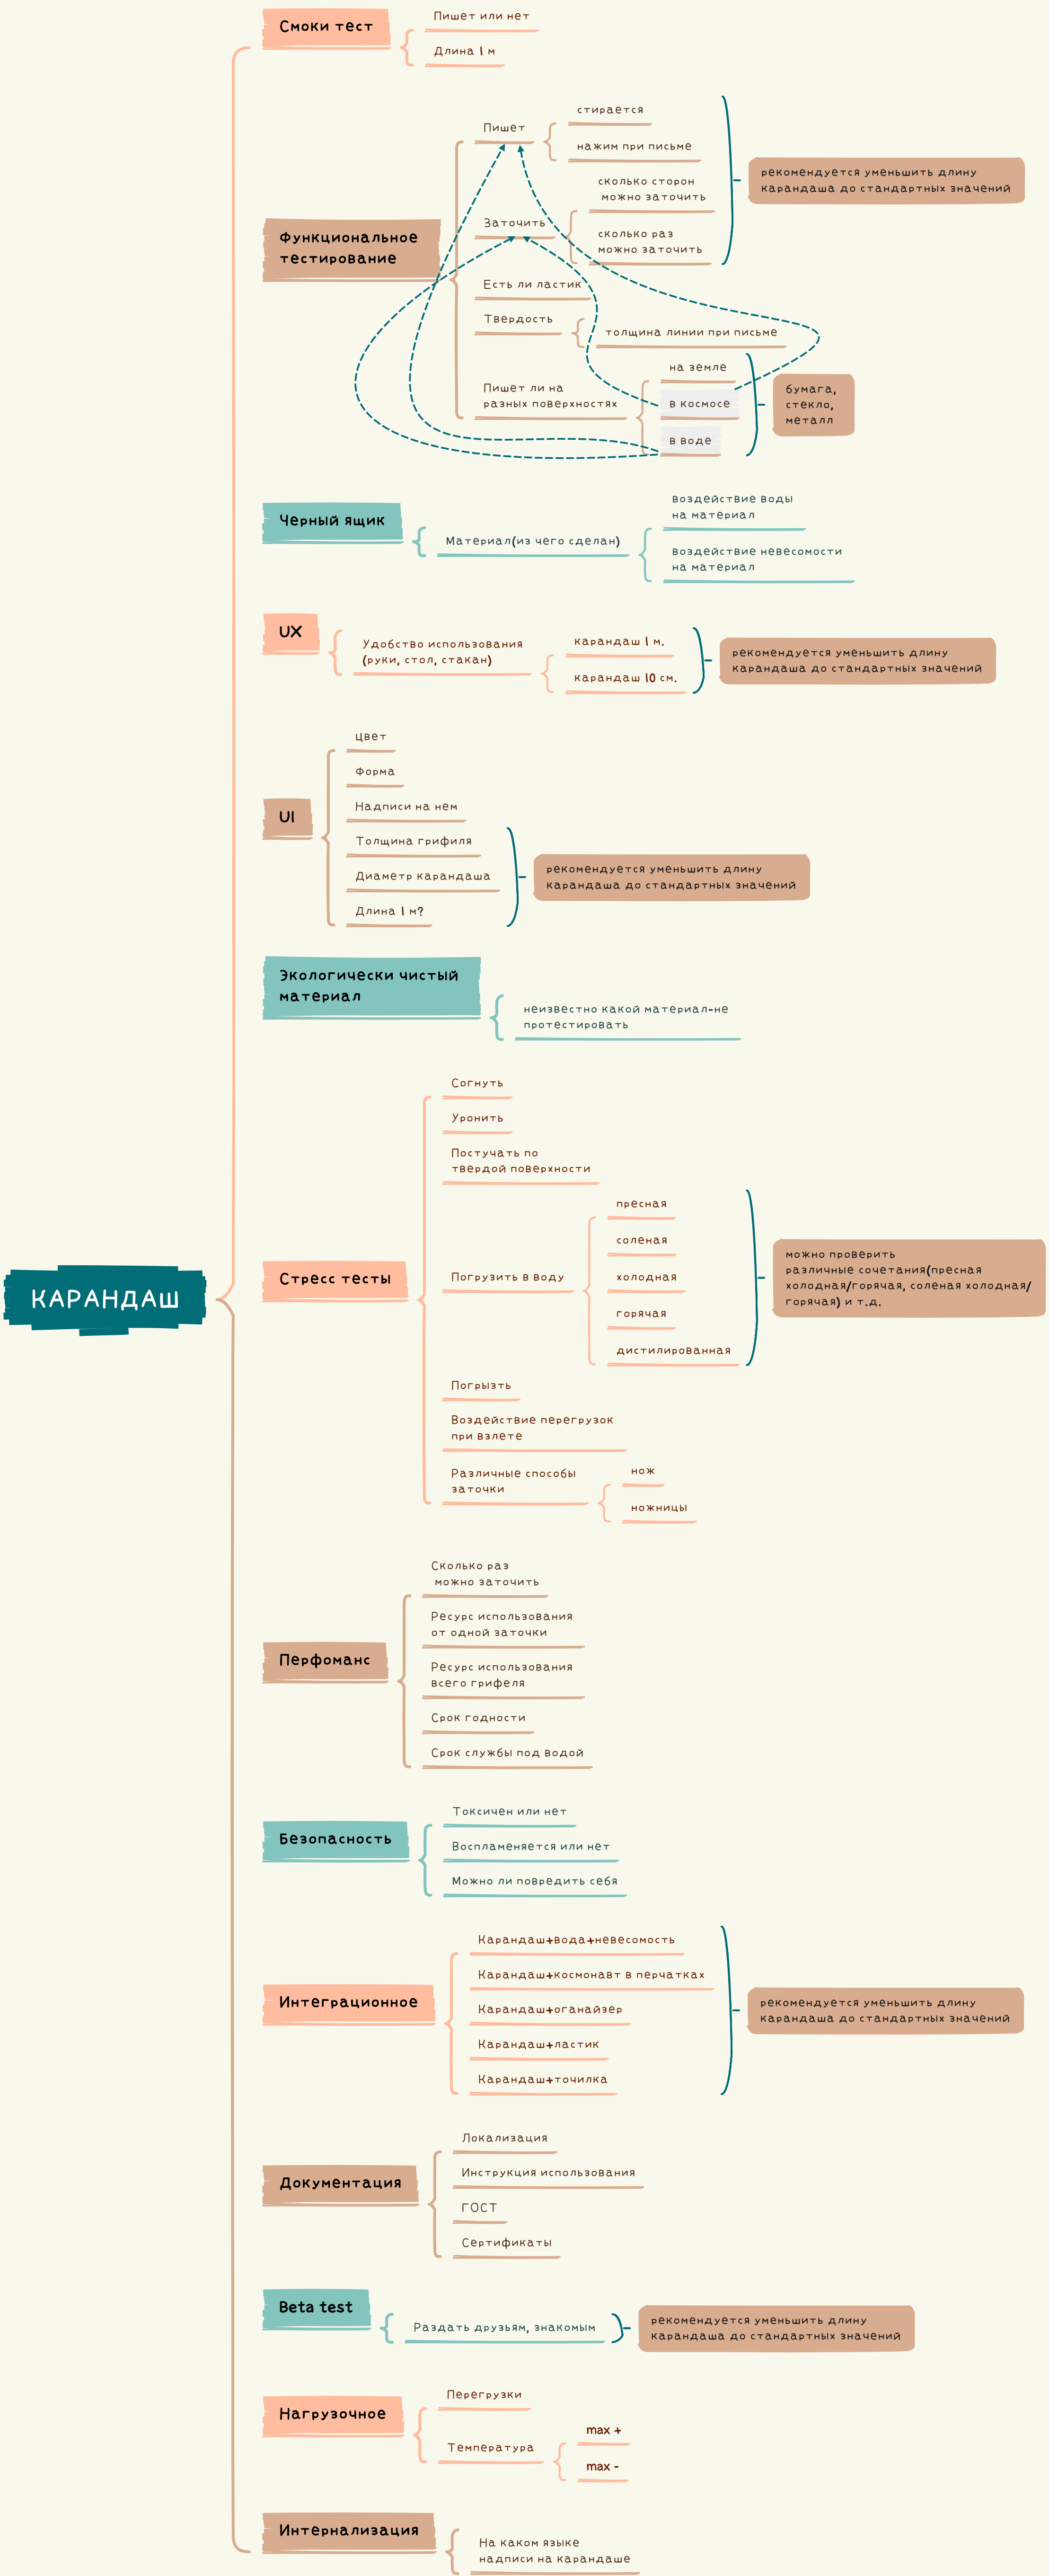 Смоки тест
Пишет или нет
Длина 1 м
Функциональное
тестирование
Пишет
стирается
нажим при письме
Заточить
сколько сторон
можно заточить
сколько раз
можно заточить
рекомендуется уменьшить длину
карандаша до стандартных значений
Есть ли ластик
Твердость
толщина линии при письме
Пишет ли на
разных поверхностях
на земле
в космосе
в воде
бумага,
стекло,
металл
Черный ящик
Материал(из чего сделан)
воздействие воды
на материал
воздействие невесомости
на материал
UX
Удобство использования
(руки, стол, стакан)
карандаш 1 м.
карандаш 10 см.
рекомендуется уменьшить длину
карандаша до стандартных значений
UI
цвет
Форма
Надписи на нем
Толщина грифиля
Диаметр карандаша
Длина 1 м?
рекомендуется уменьшить длину
карандаша до стандартных значений
Экологически чистый
материал
неизвестно какой материал-не
протестировать
КАРАНДАШ
Стресс тесты
Согнуть
Уронить
Постучать по
твердой поверхности
Погрузить в воду
пресная
соленая
холодная
горячая
дистилированная
можно проверить
различные сочетания(пресная
холодная/горячая, соленая холодная/
горячая) и т.д.
Погрызть
Воздействие перегрузок
при взлете
Различные способы
заточки
нож
ножницы
Перфоманс
Сколько раз
можно заточить
Ресурс использования
от одной заточки
Ресурс использования
всего грифеля
Срок годности
Срок службы под водой
Безопасность
Токсичен или нет
Воспламеняется или нет
Можно ли повредить себя
Интеграционное
Карандаш+вода+невесомость
Карандаш+космонавт в перчатках
Карандаш+оганайзер
Карандаш+ластик
Карандаш+точилка
рекомендуется уменьшить длину
карандаша до стандартных значений
Документация
Локализация
Инструкция использования
ГОСТ
Сертификаты
Beta test
Раздать друзьям, знакомым
рекомендуется уменьшить длину
карандаша до стандартных значений
Нагрузочное
Перегрузки
Температура
max +
max -
Интернализация
На каком языке
надписи на карандаше